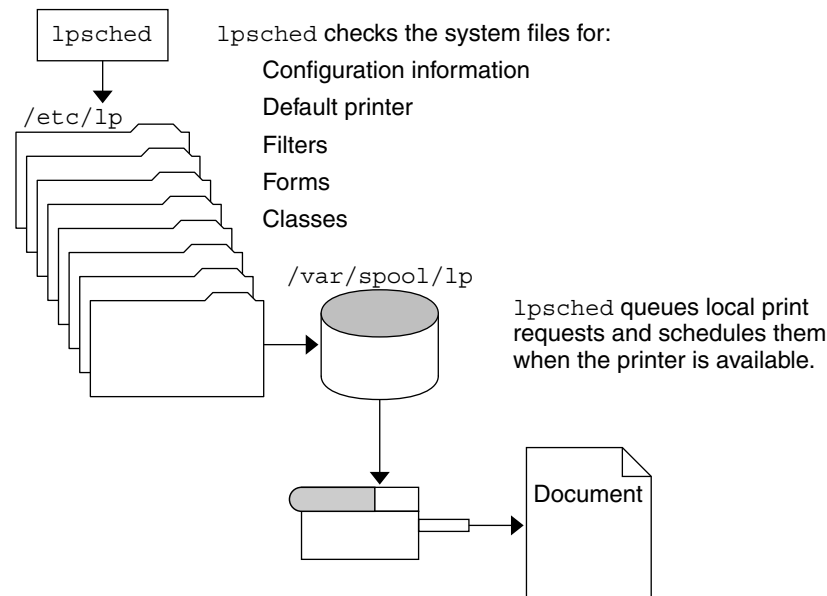 lpsched
lpsched checks the system files for:
Configuration information
/etc/lp
Default printer
Filters
Forms
Classes
/var/spool/lp
lpsched queues local print
requests and schedules them
when the printer is available.
Document